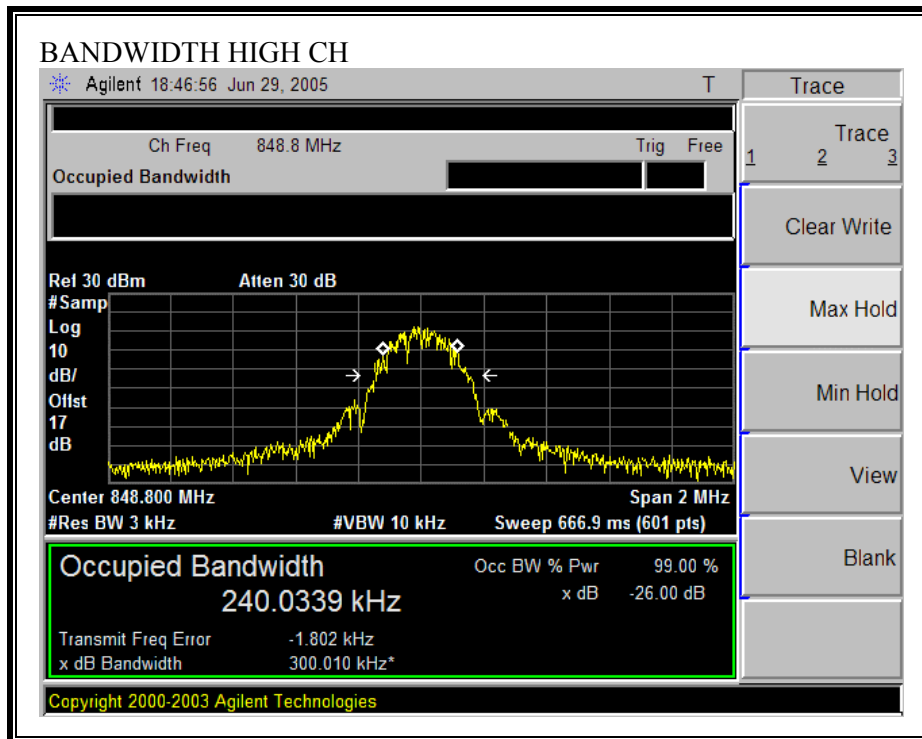 BANDWIDTH HIGH CH
Agilent 18:46:56 Jun 29, 2005 T
Trace
Ch Freq 848.8 MHz Trig Free
Occupied Bandwidth
Trace
1 2 3
Clear Write
Max Hold
Min Hold
View
Blank
Ref 30 dBm Atten 30 dB
#Samp
Log
10
dB/
Offst
17
dB
Center 848.800 MHz Span 2 MHz
#Res BW 3 kHz #VBW 10 kHz Sweep 666.9 ms (601 pts)
Occupied Bandwidth Occ BW % Pwr 99.00 %
240.0339 kHz x dB -26.00 dB
Transmit Freq Error -1.802 kHz
x dB Bandwidth 300.010 kHz*
Copyright 2000-2003 Agilent Technologies